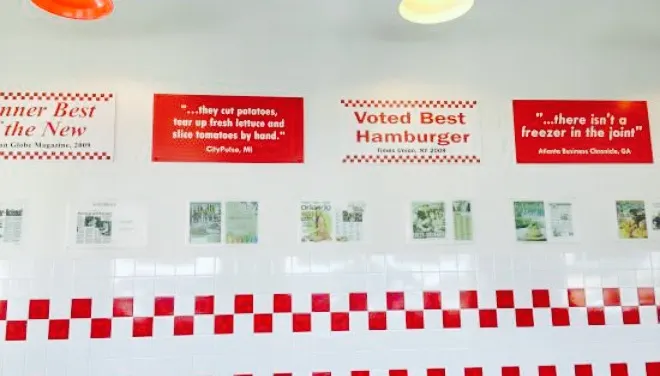 nner Best
the New
Globe Magazine, 2009
"...they cut potatoes,
tear up fresh lettuce and
slice tomatoes by hand."
CityPulse, MI
Voted Best
Hamburger
Times Union, NY 2009
"...there isn't a
freezer in the joint"
Atlanta Business Chronicle, GA